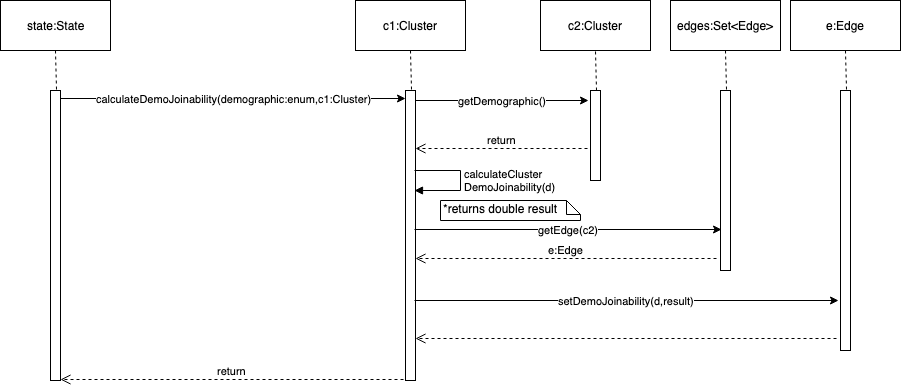 state:State
c1:Cluster
c2:Cluster
edges:Set<Edge>
e:Edge
calculateDemoJoinability(demographic:enum,c1:Cluster)
getDemographic()
return
calculateCluster
DemoJoinability(d)
*returns double result
getEdge(c2)
e:Edge
setDemoJoinability(d,result)
return